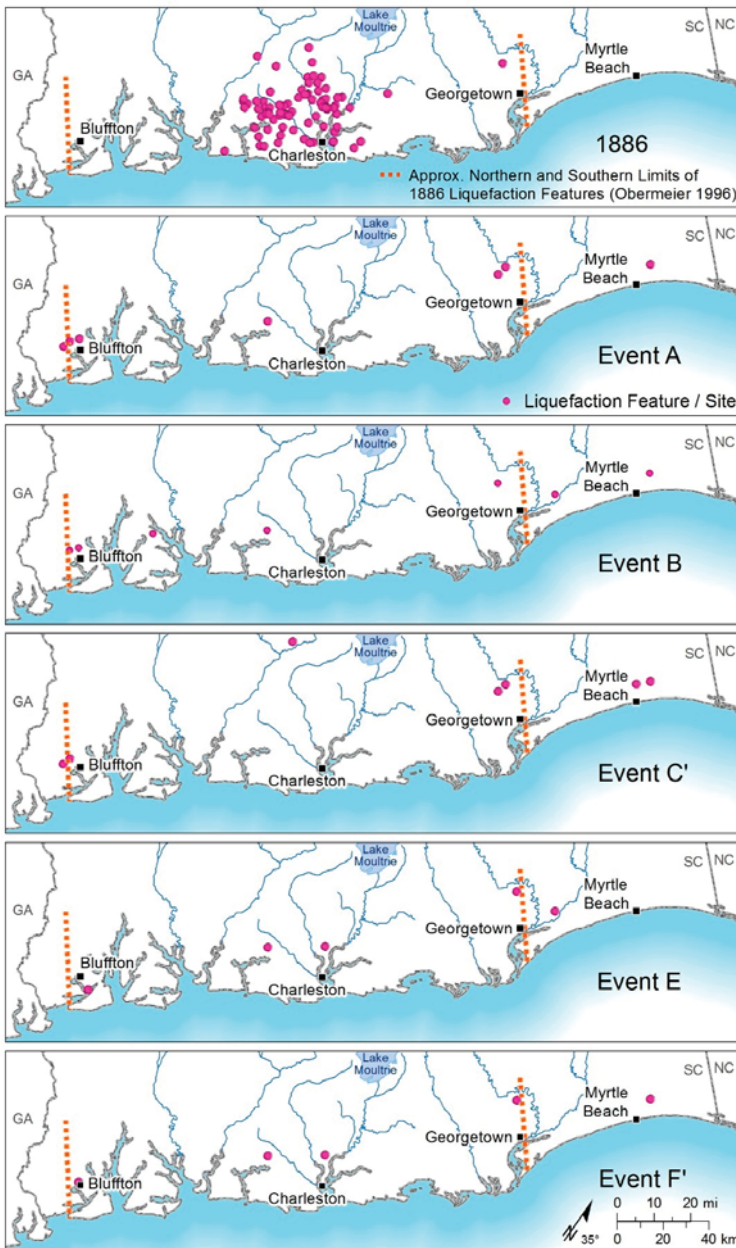 Lake
Moultrie
SC
NC
GA
Myrtle
Beach
Georgetown
Bluffton
Charleston
1886
Approx. Northern and Southern Limits of
1886 Liquefaction Features (Obermeier 1996)
Lake
Moultrie
SC
NC
GA
Myrtle
Beach
Georgetown
Bluffton
Charleston
Event A
Liquefaction Feature / Site
Lake
Moultrie
SC
NC
GA
Myrtle
Beach
Georgetown
Bluffton
Charleston
Event B
Lake
Moultrie
SC
NC
GA
Myrtle
Beach
Georgetown
Bluffton
Charleston
Event C'
Lake
Moultrie
SC
NC
GA
Myrtle
Beach
Georgetown
Bluffton
Charleston
Event E
Lake
Moultrie
SC
NC
GA
Myrtle
Beach
Georgetown
Bluffton
Charleston
Event F'
N
35°
0 10 20 mi
0 20 40 km